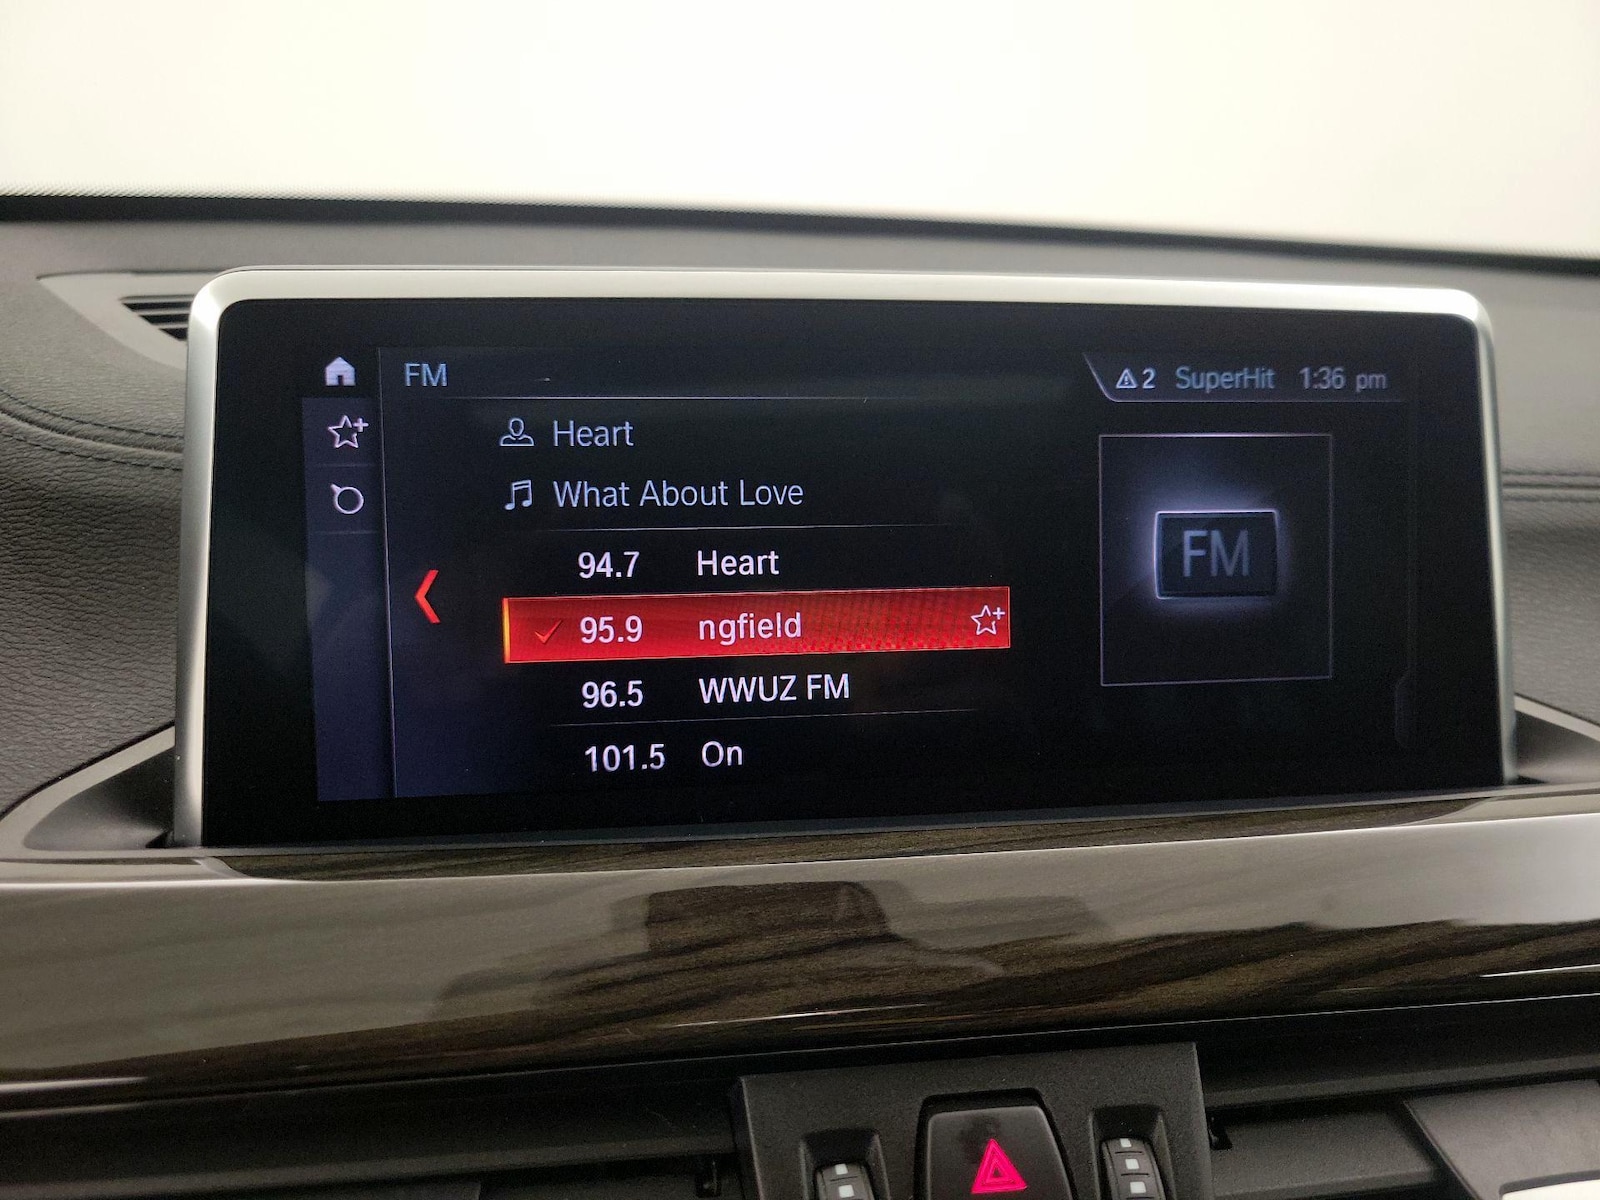 FM
2 SuperHit 1:36 pm
Heart
What About Love
94.7 Heart
95.9 ngfield
96.5 WWUZ FM
101.5 On
FM